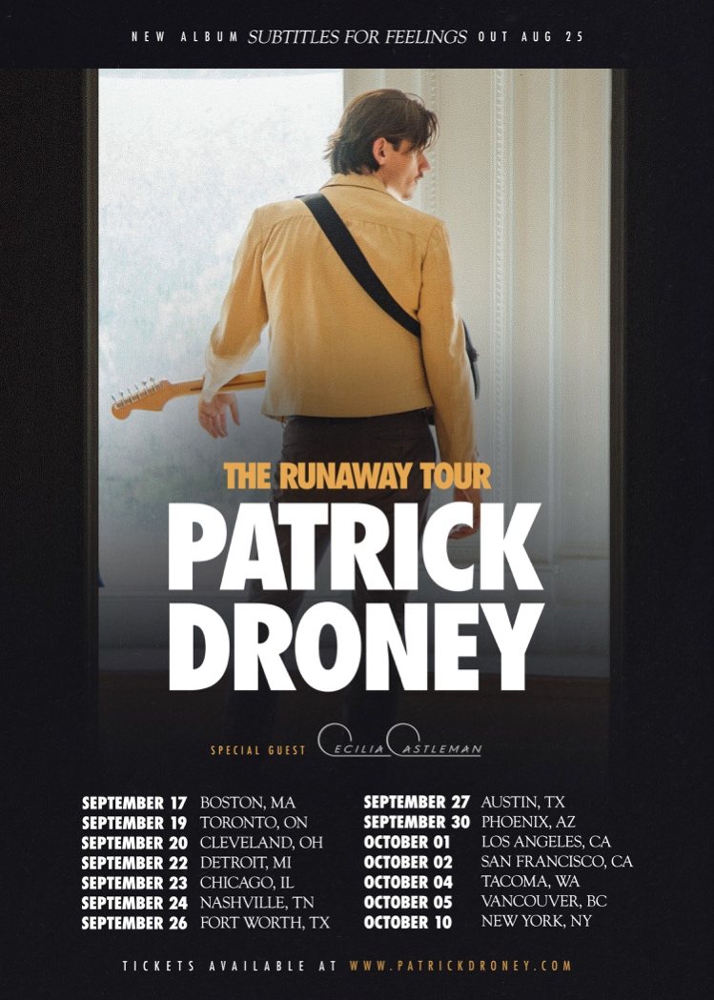 NEW ALBUM SUBTITLES FOR FEELINGS OUT AUG 25
THE RUNAWAY TOUR
PATRICK
DRONEY
SPECIAL GUEST CECILIA CASTLEMAN
SEPTEMBER 17 BOSTON, MA
SEPTEMBER 19 TORONTO, ON
SEPTEMBER 20 CLEVELAND, OH
SEPTEMBER 22 DETROIT, MI
SEPTEMBER 23 CHICAGO, IL
SEPTEMBER 24 NASHVILLE, TN
SEPTEMBER 26 FORT WORTH, TX
SEPTEMBER 27 AUSTIN, TX
SEPTEMBER 30 PHOENIX, AZ
OCTOBER 01 LOS ANGELES, CA
OCTOBER 02 SAN FRANCISCO, CA
OCTOBER 04 TACOMA, WA
OCTOBER 05 VANCOUVER, BC
OCTOBER 10 NEW YORK, NY
TICKETS AVAILABLE AT WWW.PATRICKDRONEY.COM